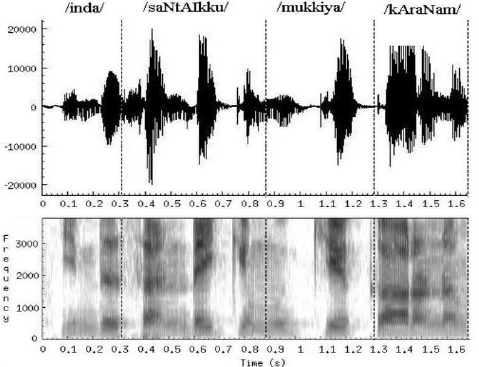 /inda/ /saNtAIkku/ /mukkiya/ /kAraNam/
20000
10000
0
-10000
-20000
0 0.1 0.2 0.3 0.4 0.5 0.6 0.7 0.8 0.9 1 1.1 1.2 1.3 1.4 1.5 1.6
Frequency
3000
2000
1000
0
0 0.1 0.2 0.3 0.4 0.5 0.6 0.7 0.8 0.9 1 1.1 1.2 1.3 1.4 1.5 1.6
Time (s)